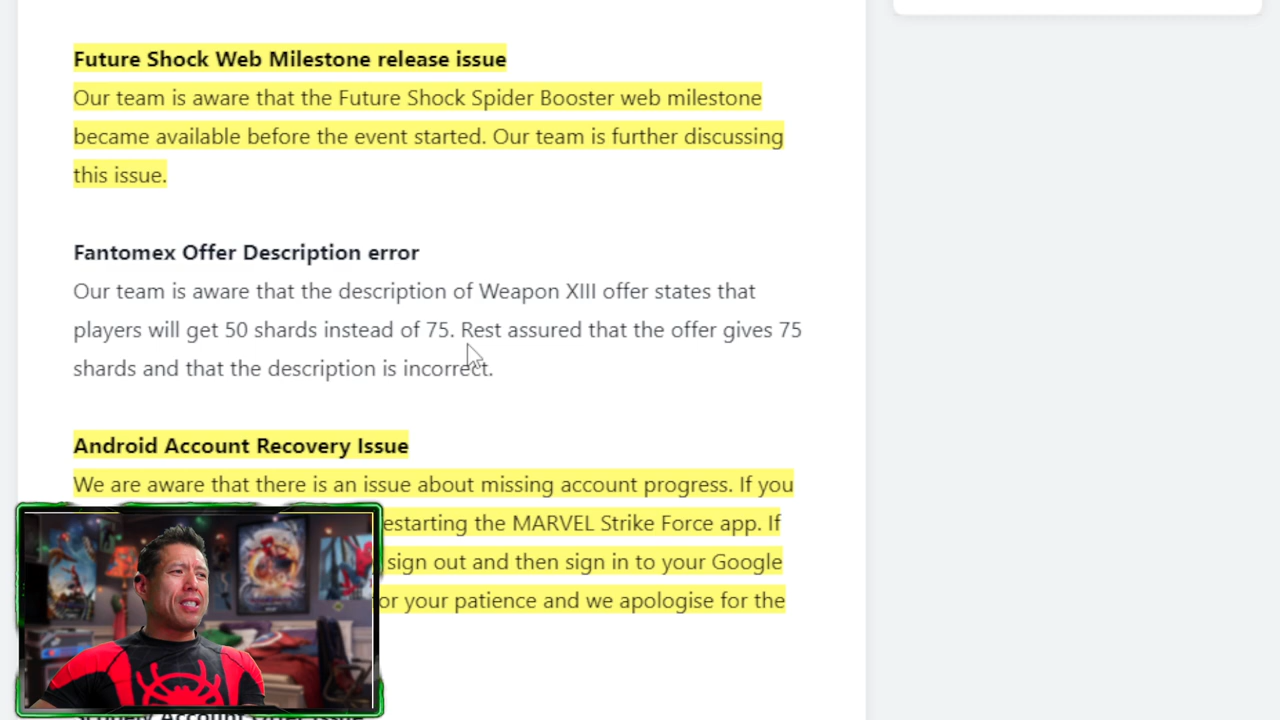 Future Shock Web Milestone release issue
Our team is aware that the Future Shock Spider Booster web milestone
became available before the event started. Our team is further discussing
this issue.
Fantomex Offer Description error
Our team is aware that the description of Weapon XIII offer states that
players will get 50 shards instead of 75. Rest assured that the offer gives 75
shards and that the description is incorrect.
Android Account Recovery Issue
We are aware that there is an issue about missing account progress. If you
estarting the MARVEL Strike Force app. If
sign out and then sign in to your Google
or your patience and we apologise for the